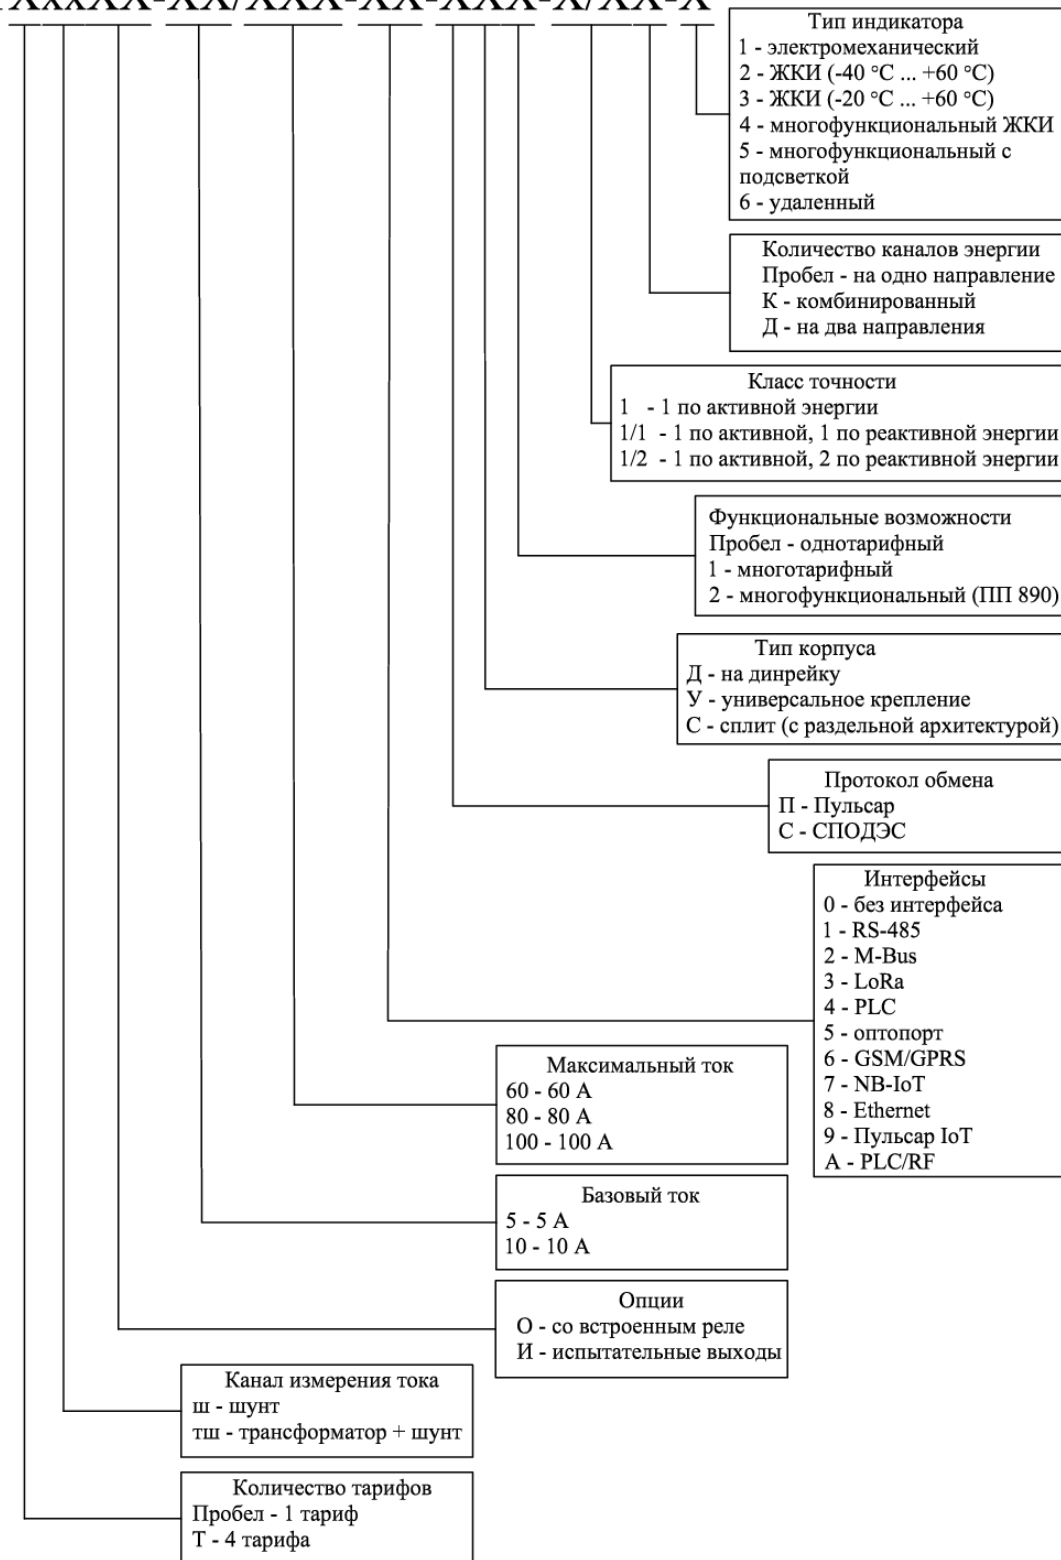 XxxXX-XX/XXX-XX-XXX-X/XX-X
Тип индикатора
1 - электромеханический
2 - ЖКИ (-40 °C ... +60 °C)
3 - ЖКИ (-20 °C ... +60 °C)
4 - многофункциональный ЖКИ
5 - многофункциональный с
подсветкой
6 - удаленный
Количество каналов энергии
Пробел - на одно направление
К - комбинированный
Д - на два направления
Класс точности
1 - 1 по активной энергии
1/1 - 1 по активной, 1 по реактивной энергии
1/2 - 1 по активной, 2 по реактивной энергии
Функциональные возможности
Пробел - однотарифный
1 - многотарифный
2 - многофункциональный (ПП 890)
Тип корпуса
Д - на динрейку
У - универсальное крепление
С - сплит (с раздельной архитектурой)
Протокол обмена
П - Пульсар
С - СПОДЭС
Интерфейсы
0 - без интерфейса
1 - RS-485
2 - M-Bus
3 - LoRa
4 - PLC
5 - оптопорт
6 - GSM/GPRS
7 - NB-IoT
8 - Ethernet
9 - Пульсар IoT
А - PLC/RF
Максимальный ток
60 - 60 А
80 - 80 А
100 - 100 А
Базовый ток
5 - 5 А
10 - 10 А
Опции
О - со встроенным реле
И - испытательные выходы
Канал измерения тока
ш - шунт
тш - трансформатор + шунт
Количество тарифов
Пробел - 1 тариф
Т - 4 тарифа